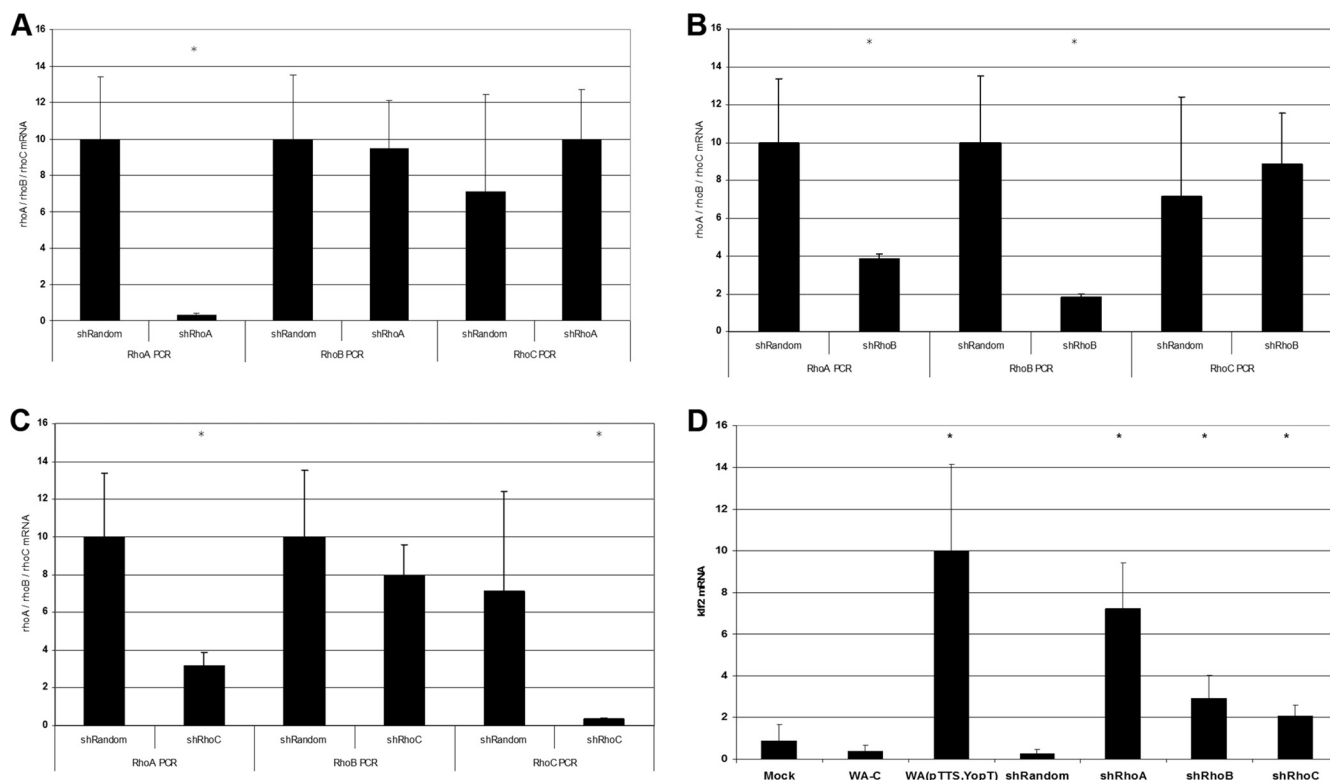 A
*
16
14
12
10
8
6
4
2
0
rhoA / rhoB / rhoC mRNA
shRandom shRhoA shRandom shRhoA shRandom shRhoA
RhoA PCR RhoB PCR RhoC PCR
B
* *
16
14
12
10
8
6
4
2
0
rhoA / rhoB / rhoC mRNA
shRandom shRhoB shRandom shRhoB shRandom shRhoB
RhoA PCR RhoB PCR RhoC PCR
C
* *
16
14
12
10
8
6
4
2
0
rhoA / rhoB / rhoC mRNA
shRandom shRhoC shRandom shRhoC shRandom shRhoC
RhoA PCR RhoB PCR RhoC PCR
D
* * * *
16
14
12
10
8
6
4
2
0
klf2 mRNA
Mock WA-C WA(pTTS,YopT) shRandom shRhoA shRhoB shRhoC